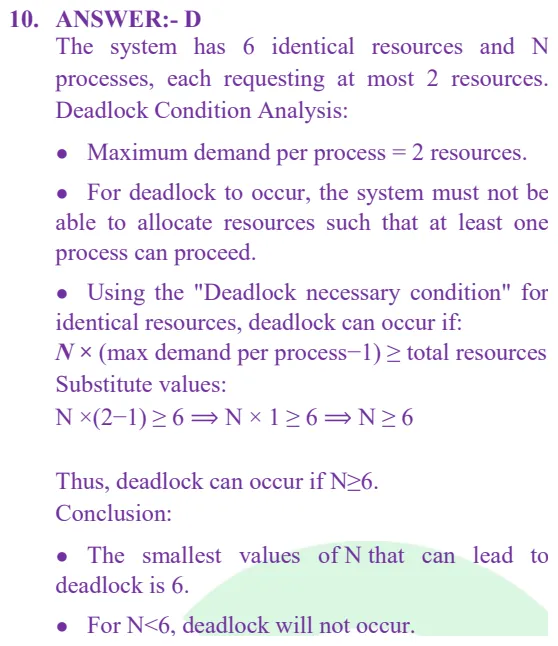 10. ANSWER:- D
The system has 6 identical resources and N
processes, each requesting at most 2 resources.
Deadlock Condition Analysis:
● Maximum demand per process = 2 resources.
● For deadlock to occur, the system must not be
able to allocate resources such that at least one
process can proceed.
● Using the "Deadlock necessary condition" for
identical resources, deadlock can occur if:
N × (max demand per process−1) ≥ total resources
Substitute values:
N ×(2−1) ≥ 6 ⟹ N × 1 ≥ 6 ⟹ N ≥ 6
Thus, deadlock can occur if N≥6.
Conclusion:
● The smallest values of N that can lead to
deadlock is 6.
● For N<6, deadlock will not occur.